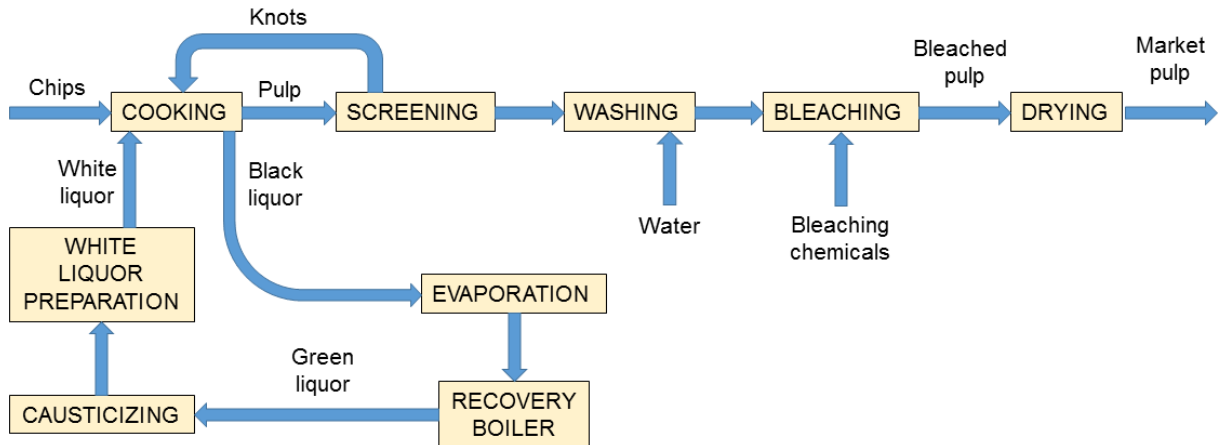 Knots
Chips
COOKING
Pulp
SCREENING
WASHING
BLEACHING
Bleached
pulp
DRYING
Market
pulp
White
liquor
Black
liquor
Water
Bleaching
chemicals
WHITE
LIQUOR
PREPARATION
EVAPORATION
Green
liquor
CAUSTICIZING
RECOVERY
BOILER